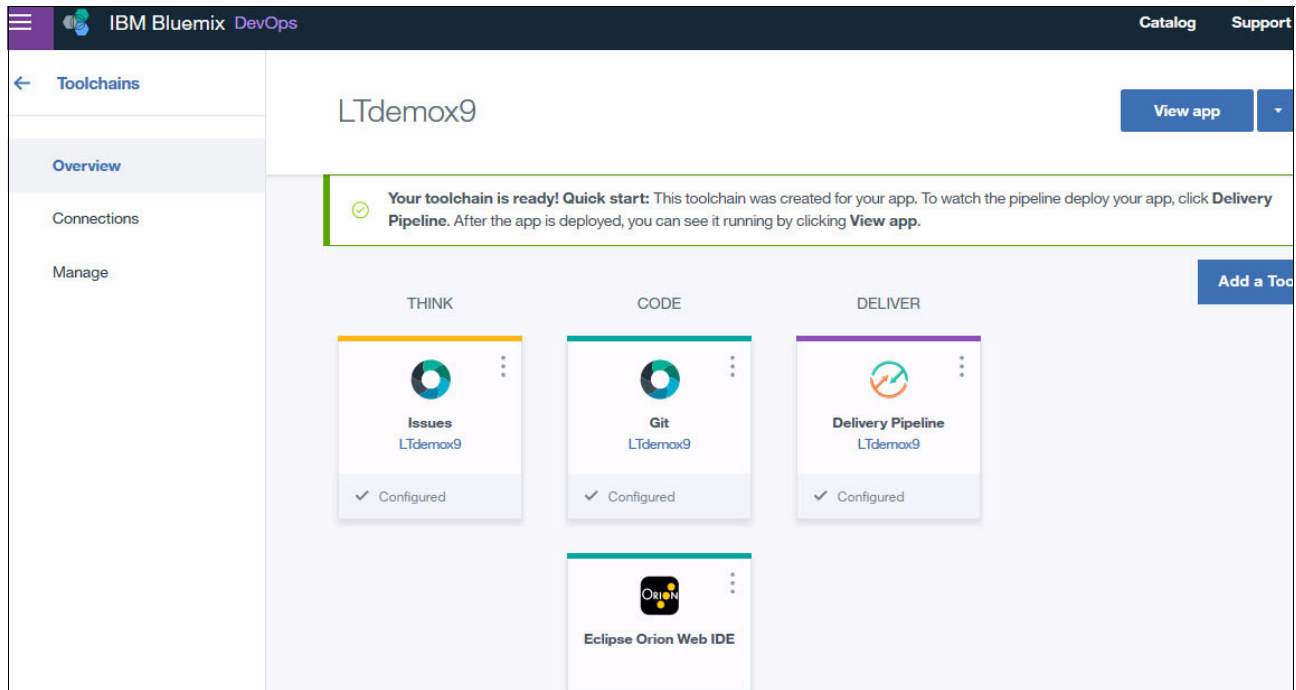 IBM Bluemix DevOps
Catalog
Support
Toolchains
LTdemox9
View app
Overview
Your toolchain is ready! Quick start: This toolchain was created for your app. To watch the pipeline deploy your app, click Delivery
Pipeline. After the app is deployed, you can see it running by clicking View app.
Connections
Manage
Add a Too
THINK
CODE
DELIVER
Issues
LTdemox9
Configured
Git
LTdemox9
Configured
Delivery Pipeline
LTdemox9
Configured
ORION
Eclipse Orion Web IDE